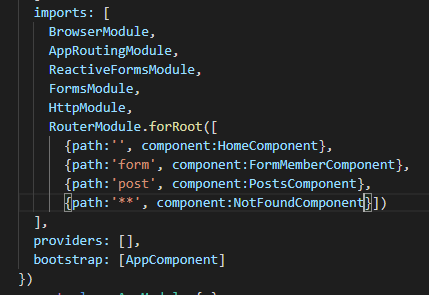 imports: [
BrowserModule,
AppRoutingModule,
ReactiveFormsModule,
FormsModule,
HttpModule,
RouterModule.forRoot([
{path:'', component:HomeComponent},
{path:'form', component:FormMemberComponent},
{path:'post', component:PostsComponent},
{path:'**', component:NotFoundComponent}])
],
providers: [],
bootstrap: [AppComponent]
})